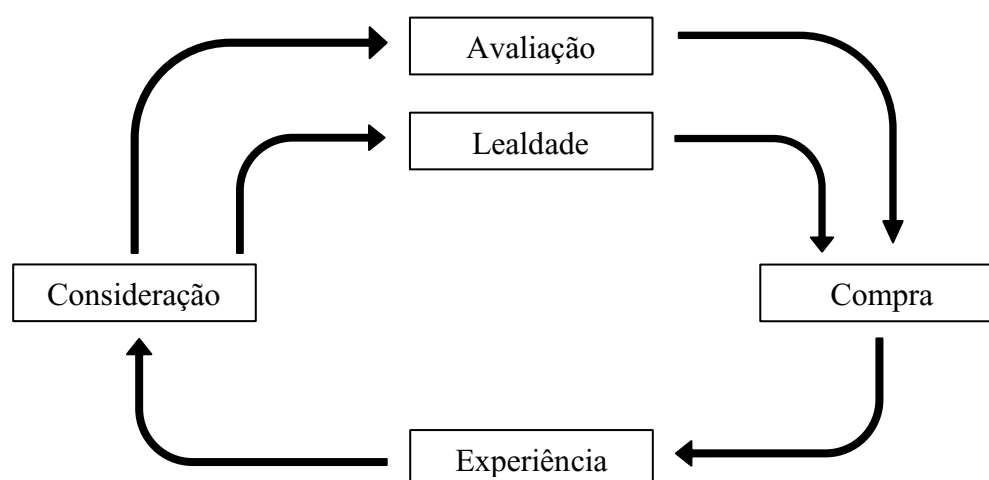 Avaliação
Lealdade
Consideração
Compra
Experiência